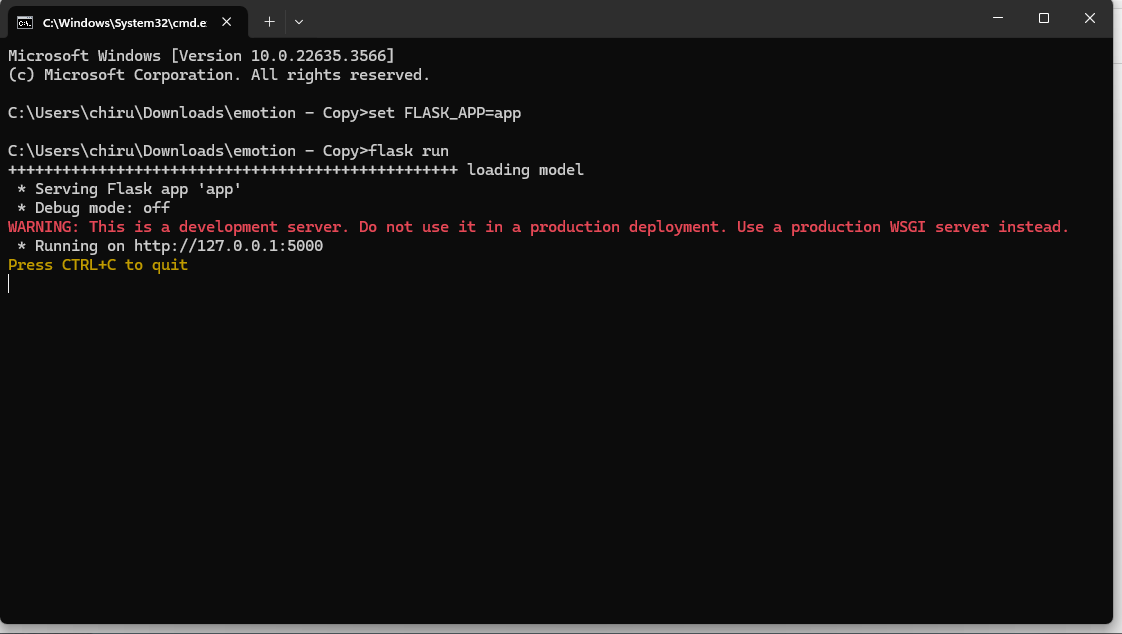 C:\Windows\System32\cmd.e
Microsoft Windows [Version 10.0.22635.3566]
(c) Microsoft Corporation. All rights reserved.
C:\Users\chiru\Downloads\emotion - Copy>set FLASK_APP=app
C:\Users\chiru\Downloads\emotion - Copy>flask run
++++++++++++++++++++++++++++++++++++++++++++++++++ loading model
 * Serving Flask app 'app'
 * Debug mode: off
WARNING: This is a development server. Do not use it in a production deployment. Use a production WSGI server instead.
 * Running on http://127.0.0.1:5000
Press CTRL+C to quit